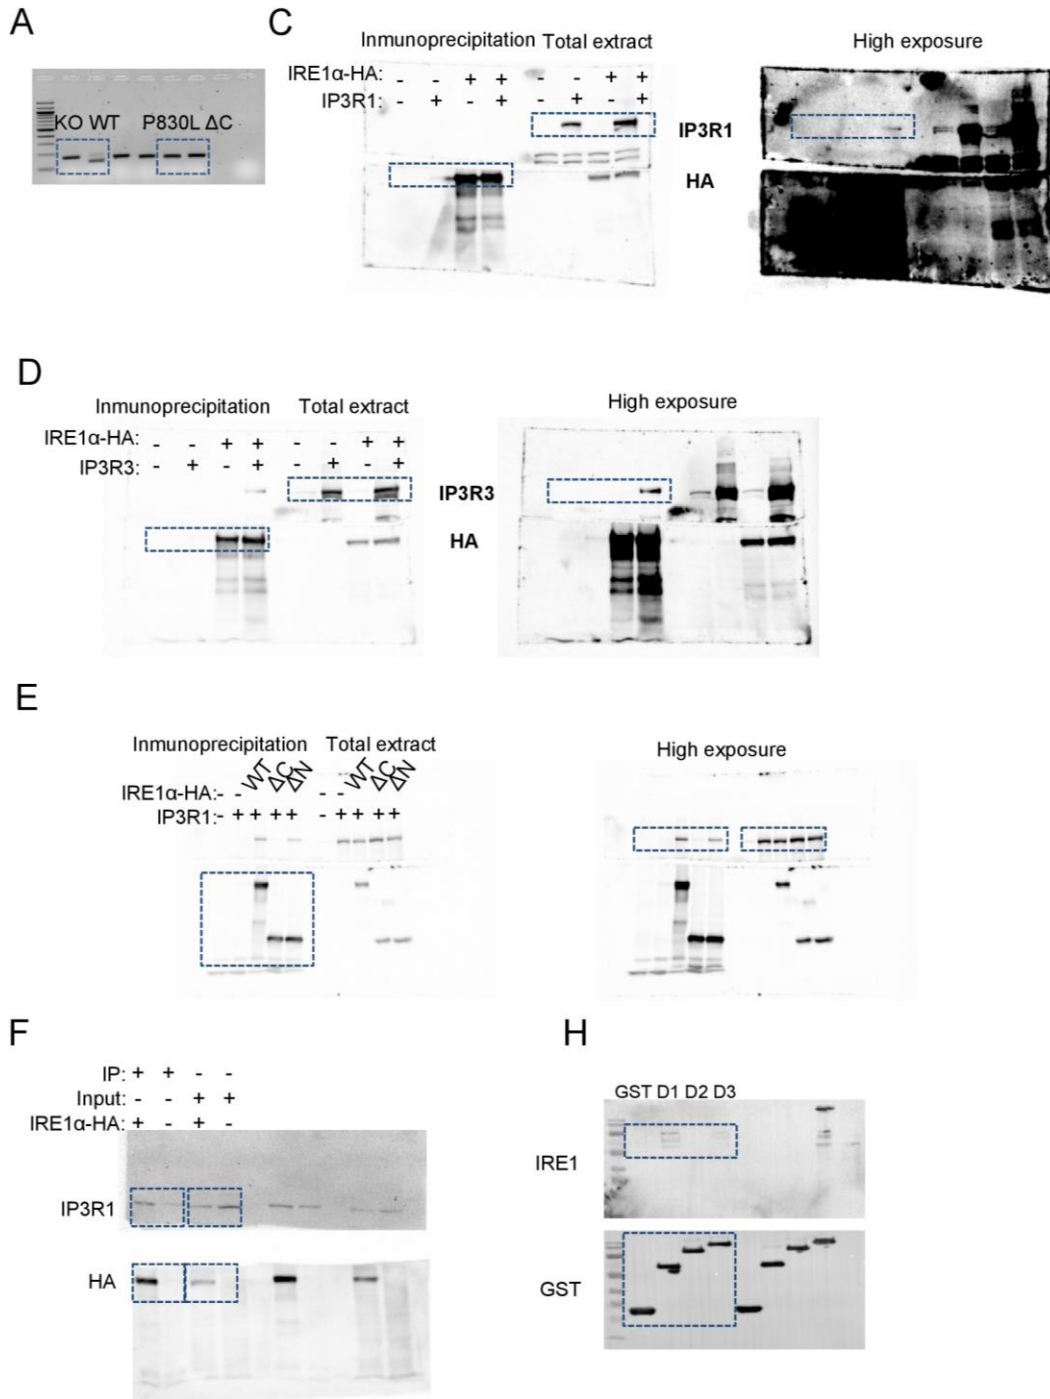 A
KO WT P830L ΔC
C
Inmunoprecipitation Total extract
IRE1α-HA: - - + + - - + +
IP3R1: - + - + - + - +
High exposure
IP3R1
HA
D
Inmunoprecipitation Total extract
IRE1α-HA: - - + + - - + +
IP3R3: - + - + - + - +
High exposure
IP3R3
HA
E
Inmunoprecipitation Total extract
WT ΔC ΔN WT ΔC ΔN
IRE1α-HA:- - - -
IP3R1:- + + + + - + + + +
High exposure
F
IP: + + - -
Input: - - + +
IRE1α-HA: + - + -
IP3R1
HA
H
GST D1 D2 D3
IRE1
GST